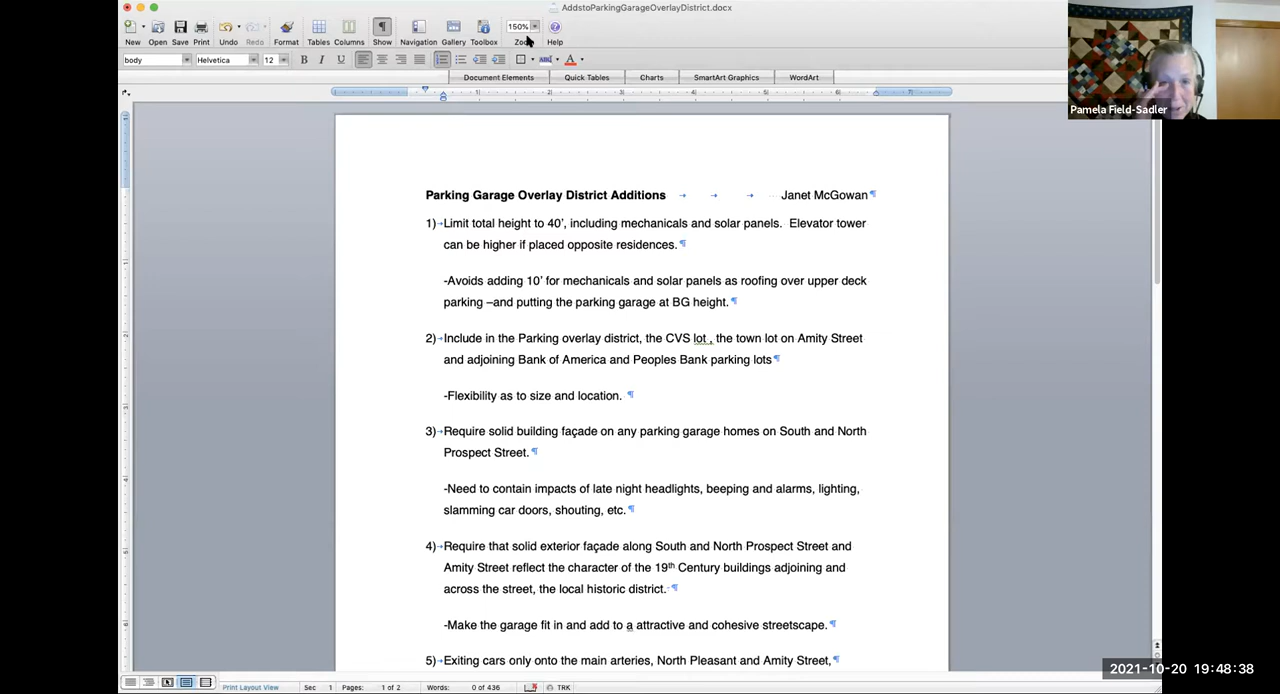 AddstoParkingGarageOverlayDistrict.docx
150%
New Open Save Print Undo Redo Format Tables Columns Show Navigation Gallery Toolbox Zoom Help
body Helvetica 12 B I U ABC A
Document Elements Quick Tables Charts SmartArt Graphics WordArt
Pamela Field-Sadler
Parking Garage Overlay District Additions Janet McGowan
1) Limit total height to 40', including mechanicals and solar panels. Elevator tower
can be higher if placed opposite residences.
-Avoids adding 10' for mechanicals and solar panels as roofing over upper deck
parking –and putting the parking garage at BG height.
2) Include in the Parking overlay district, the CVS lot , the town lot on Amity Street
and adjoining Bank of America and Peoples Bank parking lots
-Flexibility as to size and location.
3) Require solid building façade on any parking garage homes on South and North
Prospect Street.
-Need to contain impacts of late night headlights, beeping and alarms, lighting,
slamming car doors, shouting, etc.
4) Require that solid exterior façade along South and North Prospect Street and
Amity Street reflect the character of the 19th Century buildings adjoining and
across the street, the local historic district.
-Make the garage fit in and add to a attractive and cohesive streetscape.
5) Exiting cars only onto the main arteries, North Pleasant and Amity Street,
2021-10-20 19:48:38
Print Layout View Sec 1 Pages: 1 of 2 Words: 0 of 436 TRK